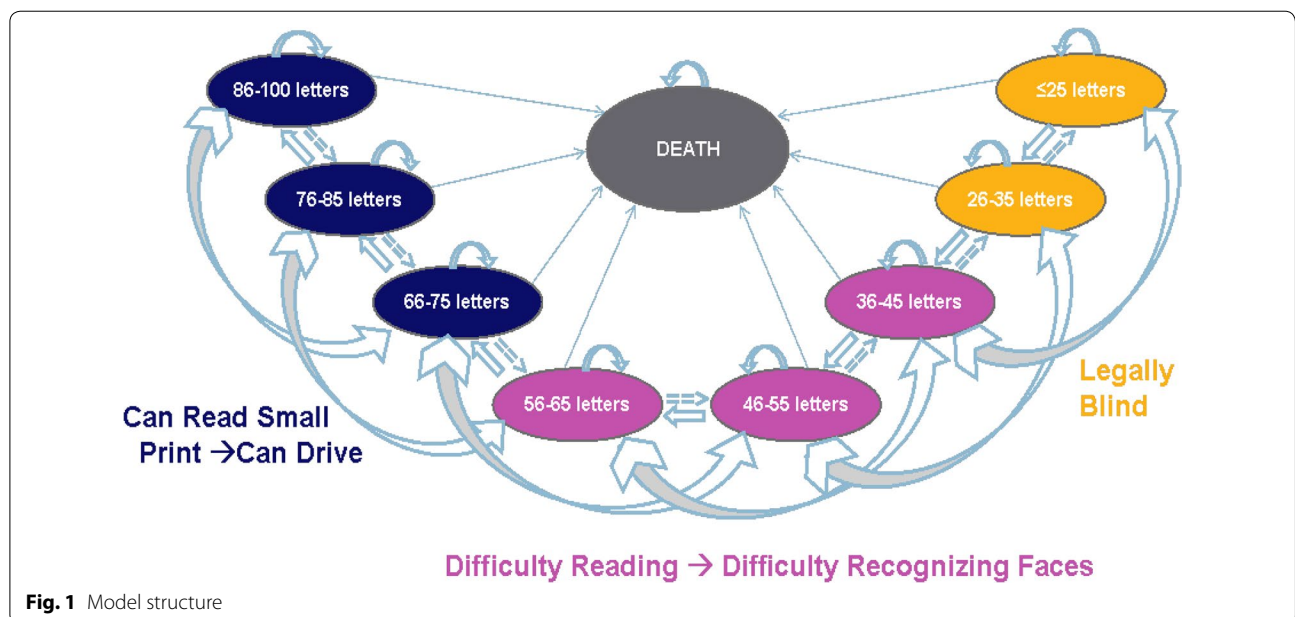 86-100 letters
≤25 letters
DEATH
76-85 letters
26-35 letters
66-75 letters
36-45 letters
56-65 letters
46-55 letters
Legally
Blind
Can Read Small
Print →Can Drive
Difficulty Reading → Difficulty Recognizing Faces
Fig. 1 Model structure